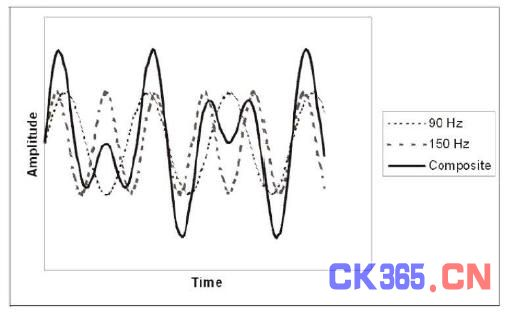 Amplitude
90 Hz
150 Hz
Composite
Time
CK365.CN